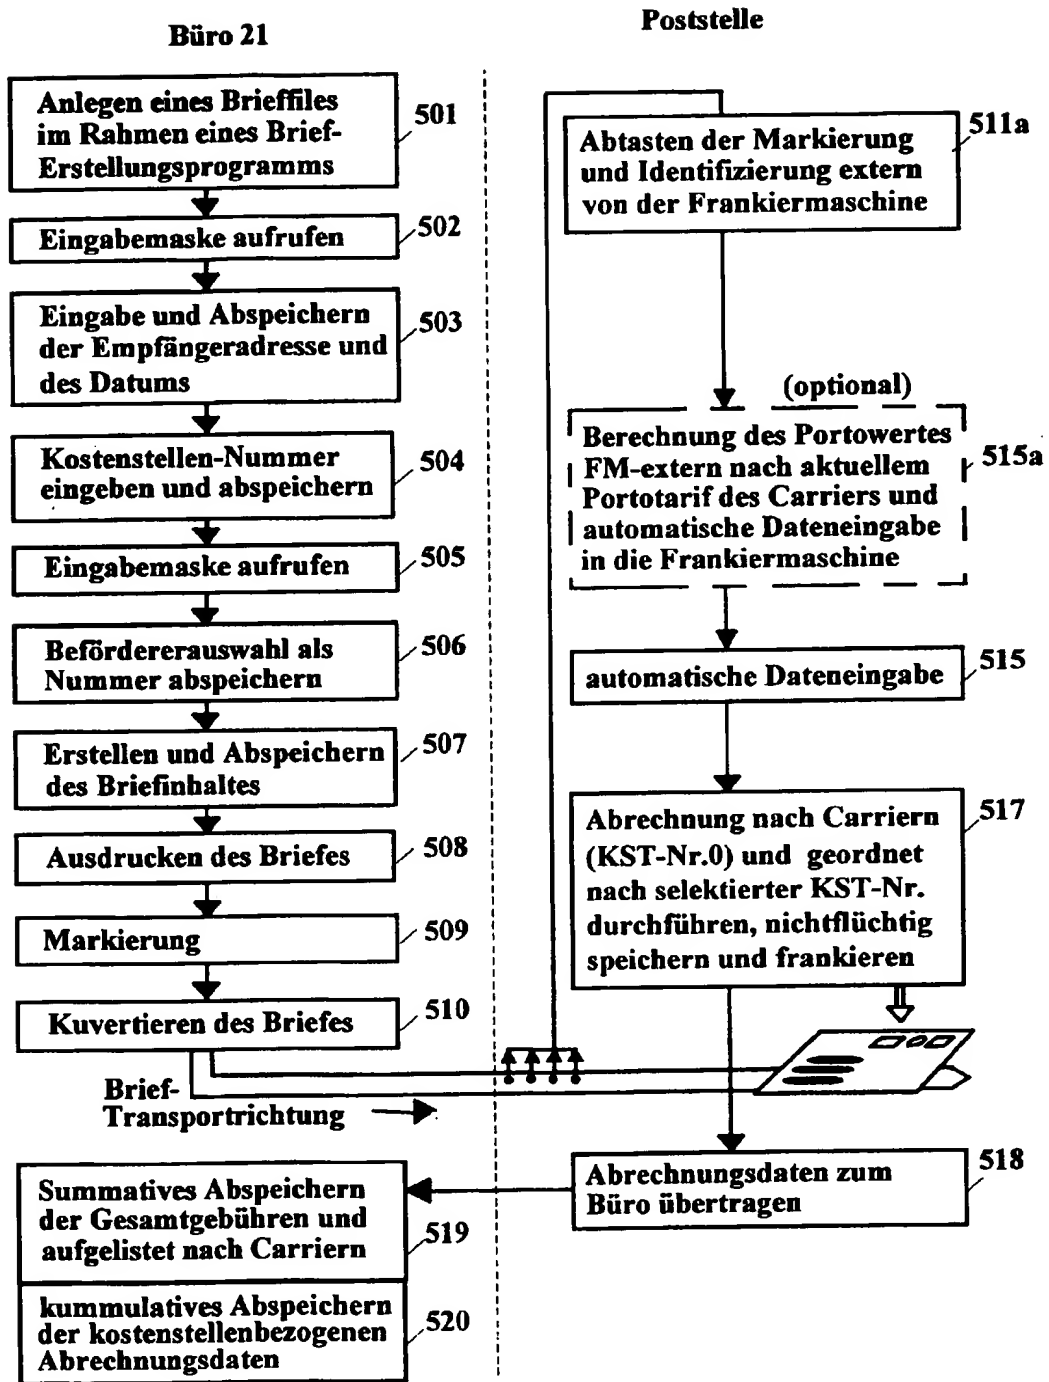 Büro 21
Anlegen eines Brieffiles
im Rahmen eines Brief-
Erstellungsprogramms
501
Eingabemaske aufrufen
502
Eingabe und Abspeichern
der Empfängeradresse und
des Datums
503
Kostenstellen-Nummer
eingeben und abspeichern
504
Eingabemaske aufrufen
505
Befördererauswahl als
Nummer abspeichern
506
Erstellen und Abspeichern
des Briefinhaltes
507
Ausdrucken des Briefes
508
Markierung
509
Kuvertieren des Briefes
510
Brief-
Transportrichtung
Summatives Abspeichern
der Gesamtgebühren und
aufgelistet nach Carriern
519
kummulatives Abspeichern
der kostenstellenbezogenen
Abrechnungsdaten
520
Poststelle
Abtasten der Markierung
und Identifizierung extern
von der Frankiermaschine
511a
(optional)
Berechnung des Portowertes
FM-extern nach aktuellem
Portotarif des Carriers und
automatische Dateneingabe
in die Frankiermaschine
515a
automatische Dateneingabe
515
Abrechnung nach Carriern
(KST-Nr.0) und geordnet
nach selektierter KST-Nr.
durchführen, nichtflüchtig
speichern und frankieren
517
Abrechnungsdaten zum
Büro übertragen
518